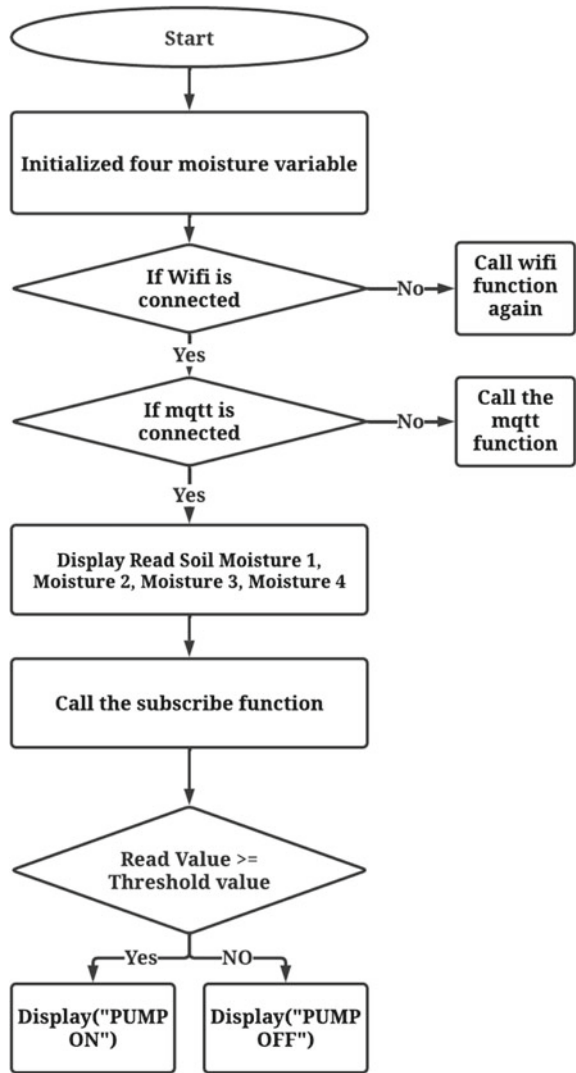 Start
Initialized four moisture variable
If Wifi is
connected
No
Call wifi
function
again
Yes
If mqtt is
connected
No
Call the
mqtt
function
Yes
Display Read Soil Moisture 1,
Moisture 2, Moisture 3, Moisture 4
Call the subscribe function
Read Value >=
Threshold value
Yes
NO
Display("PUMP
ON")
Display("PUMP
OFF")